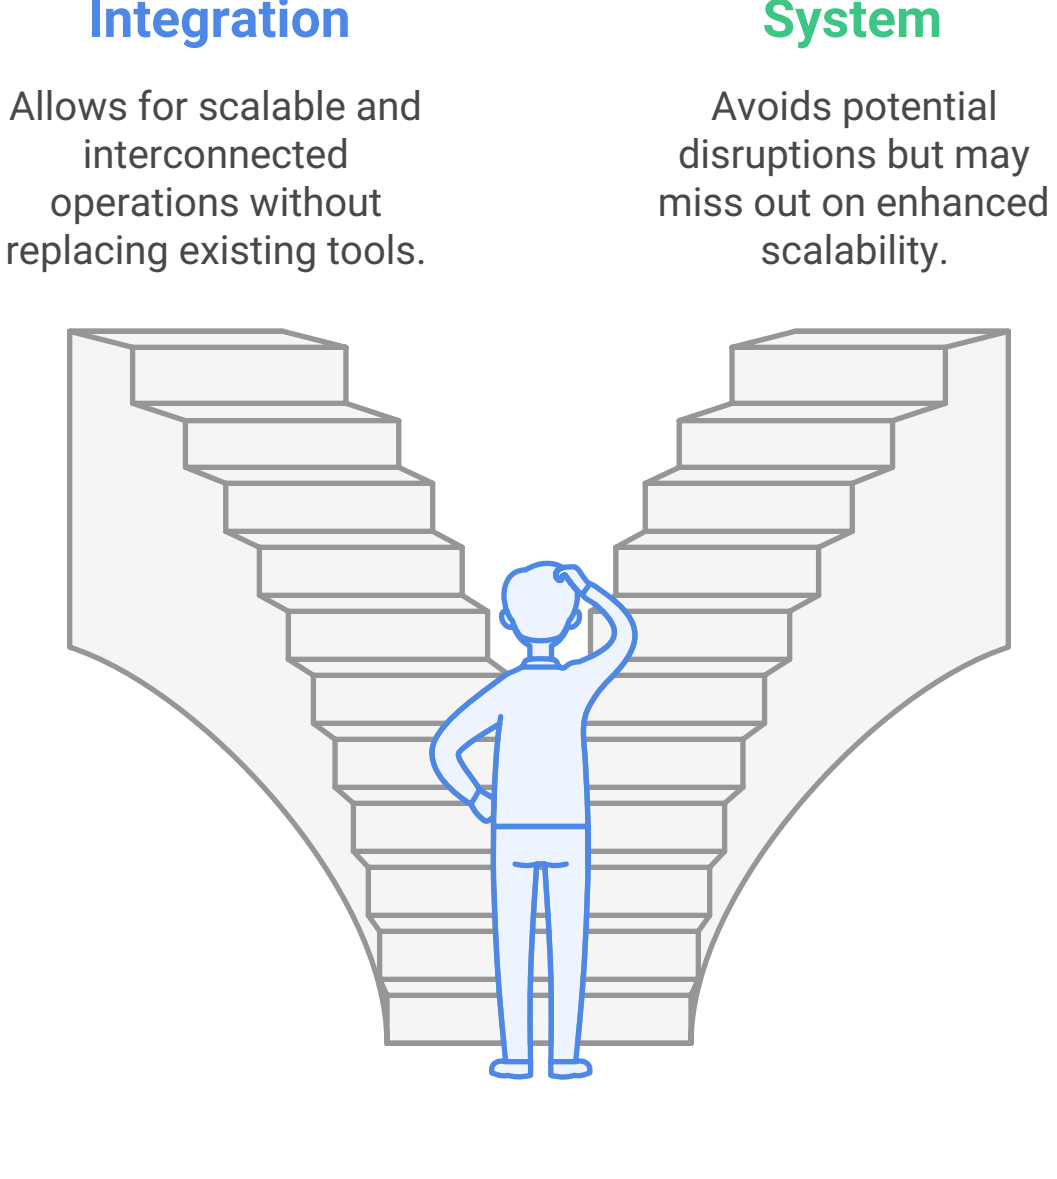 Integration
Allows for scalable and
interconnected
operations without
replacing existing tools.
System
Avoids potential
disruptions but may
miss out on enhanced
scalability.